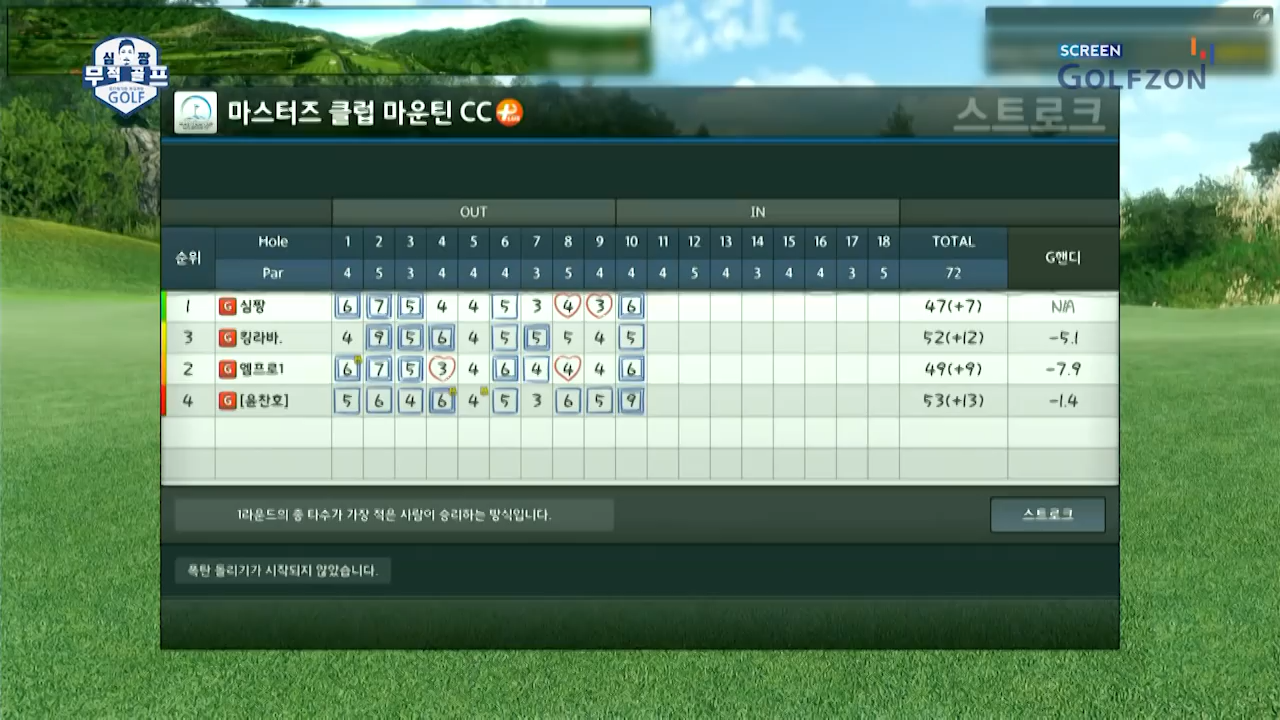 심짱
무적 골프
GOLF
SCREEN
GOLFZON
마스터즈 클럽 마운틴 CC
스트로크
OUT IN
순위 Hole 1 2 3 4 5 6 7 8 9 10 11 12 13 14 15 16 17 18 TOTAL G핸디
Par 4 5 3 4 4 4 3 5 4 4 4 5 4 3 4 4 3 5 72
1 G 심짱 6 7 5 4 4 5 3 4 3 6 47(+7) N/A
3 G 킹라바. 4 9 5 6 4 5 5 5 4 5 52(+12) -5.1
2 G 엠프로1 6 7 5 3 4 6 4 4 4 6 49(+9) -7.9
4 G [윤찬호] 5 6 4 6 4 5 3 6 5 9 53(+13) -1.4
1라운드의 총 타수가 가장 적은 사람이 승리하는 방식입니다.
스트로크
폭탄 돌리기가 시작되지 않았습니다.